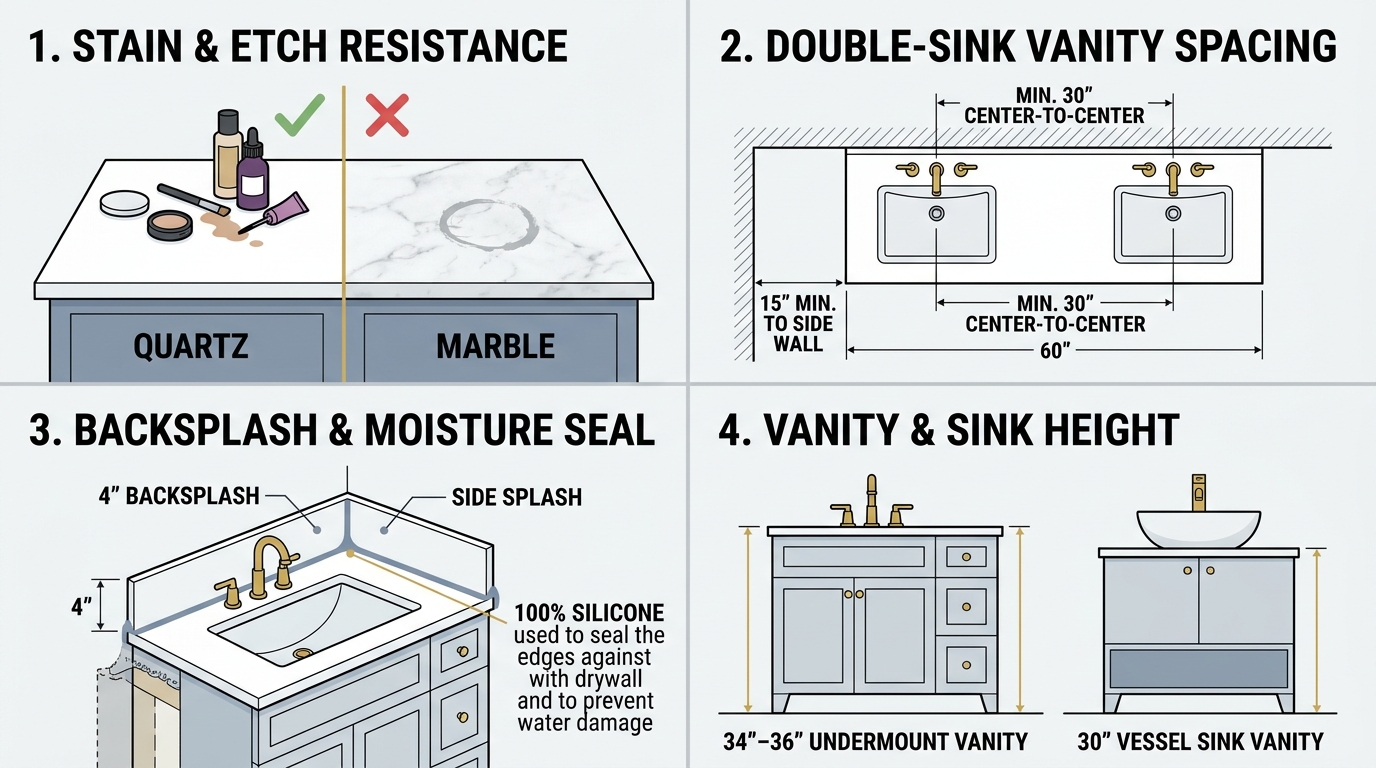 1. STAIN & ETCH RESISTANCE
QUARTZ
MARBLE
2. DOUBLE-SINK VANITY SPACING
MIN. 30”
CENTER-TO-CENTER
15” MIN.
TO SIDE
WALL
MIN. 30”
CENTER-TO-CENTER
60”
3. BACKSPLASH & MOISTURE SEAL
4” BACKSPLASH
SIDE SPLASH
4”
100% SILICONE
used to seal the
edges against
with drywall
and to prevent
water damage
4. VANITY & SINK HEIGHT
34”–36” UNDERMOUNT VANITY
30” VESSEL SINK VANITY